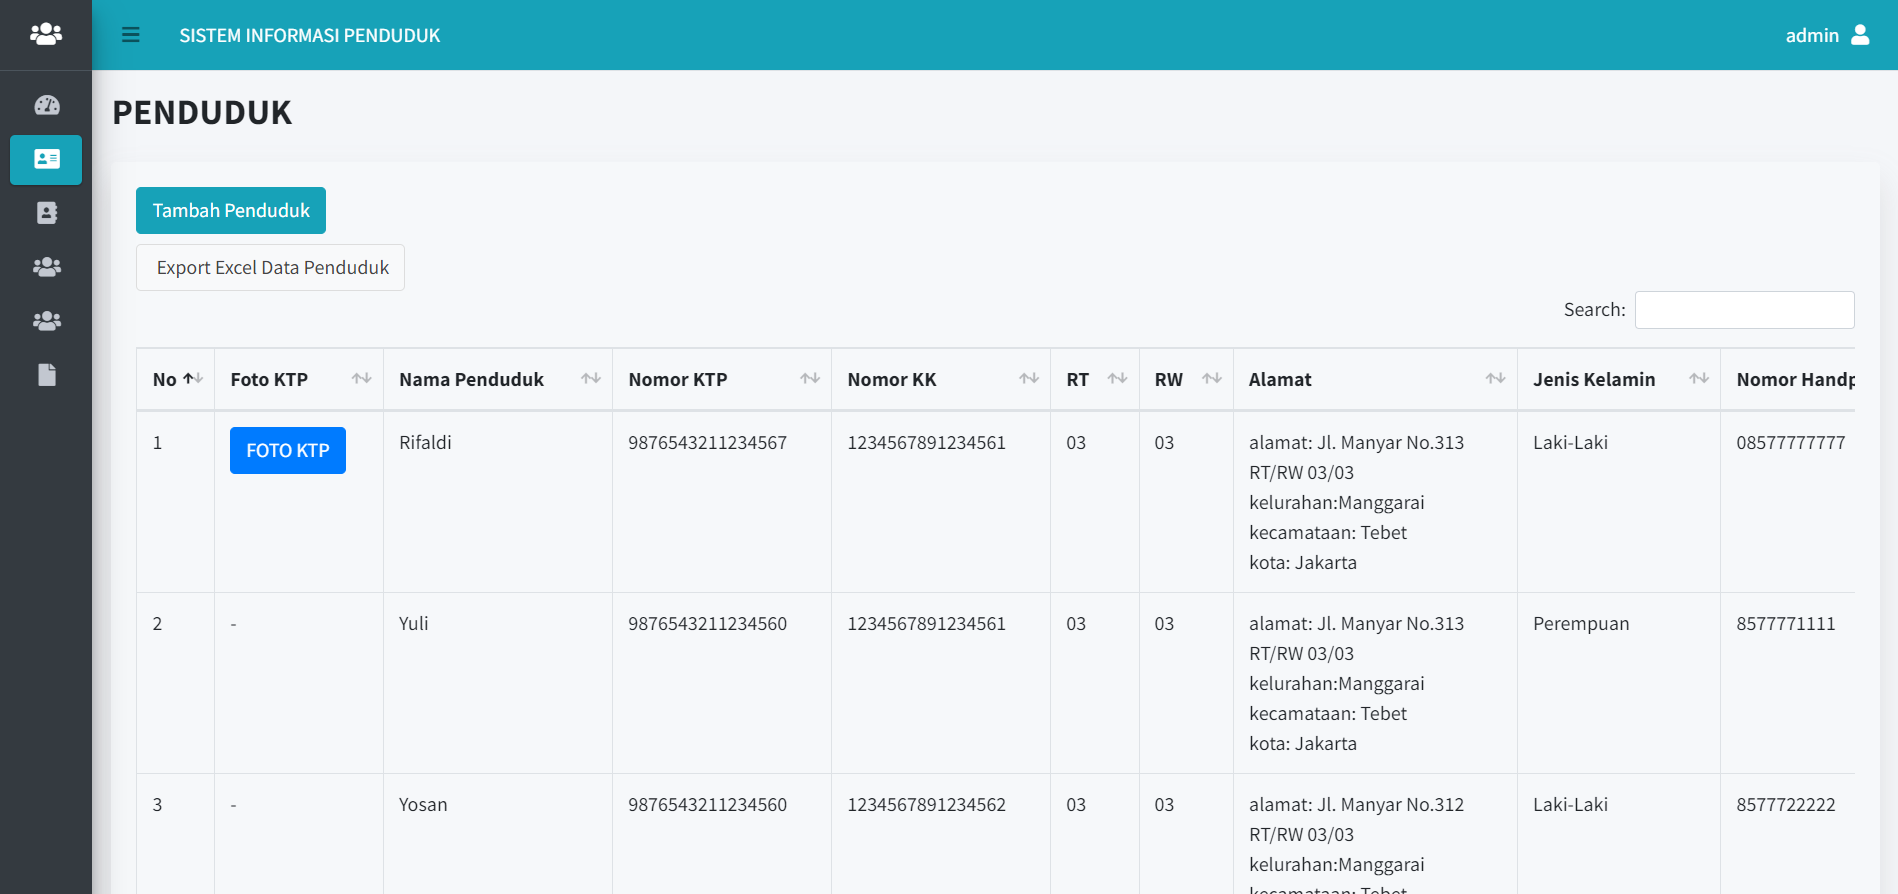 SISTEM INFORMASI PENDUDUK
admin
PENDUDUK
Tambah Penduduk
Export Excel Data Penduduk
Search:
No Foto KTP Nama Penduduk Nomor KTP Nomor KK RT RW Alamat Jenis Kelamin Nomor Handp
1 FOTO KTP Rifaldi 9876543211234567 1234567891234561 03 03 alamat: Jl. Manyar No.313 Laki-Laki 08577777777
RT/RW 03/03
kelurahan:Manggarai
kecamataan: Tebet
kota: Jakarta
2 - Yuli 9876543211234560 1234567891234561 03 03 alamat: Jl. Manyar No.313 Perempuan 8577771111
RT/RW 03/03
kelurahan:Manggarai
kecamataan: Tebet
kota: Jakarta
3 - Yosan 9876543211234560 1234567891234562 03 03 alamat: Jl. Manyar No.312 Laki-Laki 8577722222
RT/RW 03/03
kelurahan:Manggarai
kecamataan: Tebet